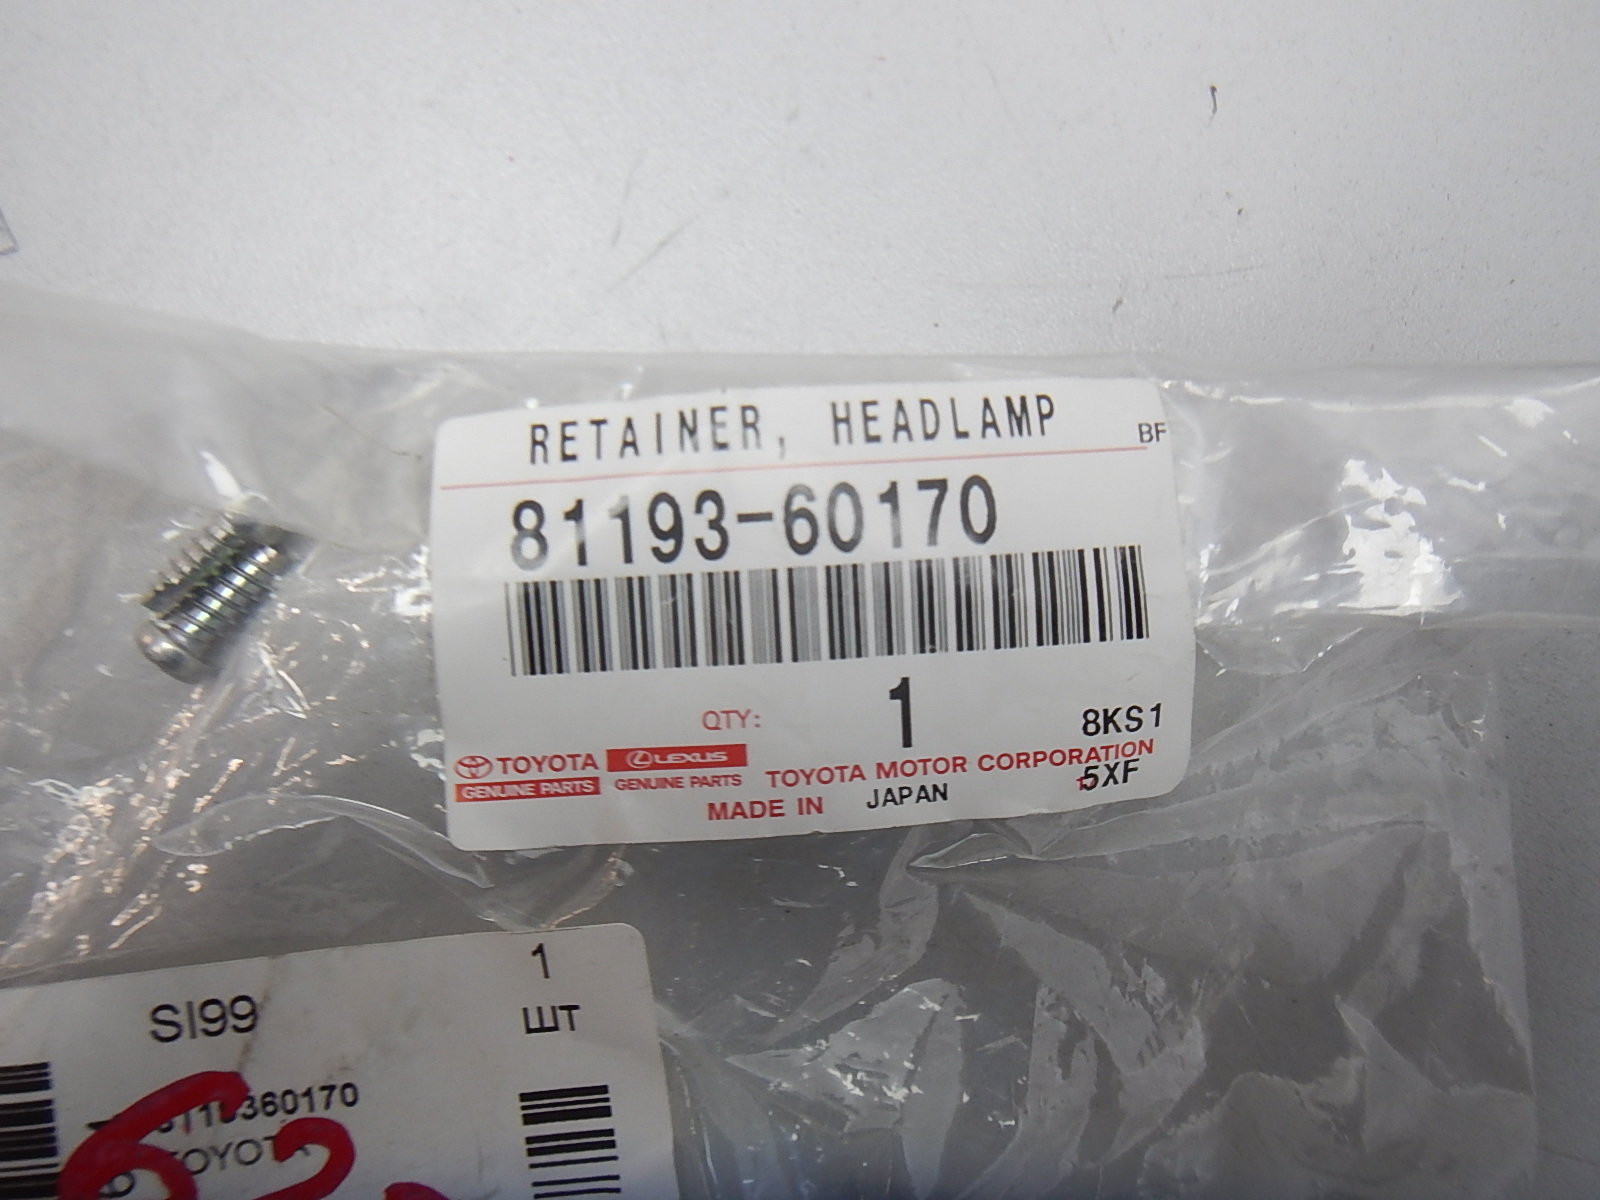 RETAINER, HEADLAMP
BF
81193-60170
QTY: 1
8KS1
TOYOTA LEXUS
GENUINE PARTS GENUINE PARTS
TOYOTA MOTOR CORPORATION
5XF
MADE IN JAPAN
1
SI99
ШТ
TOYOTA